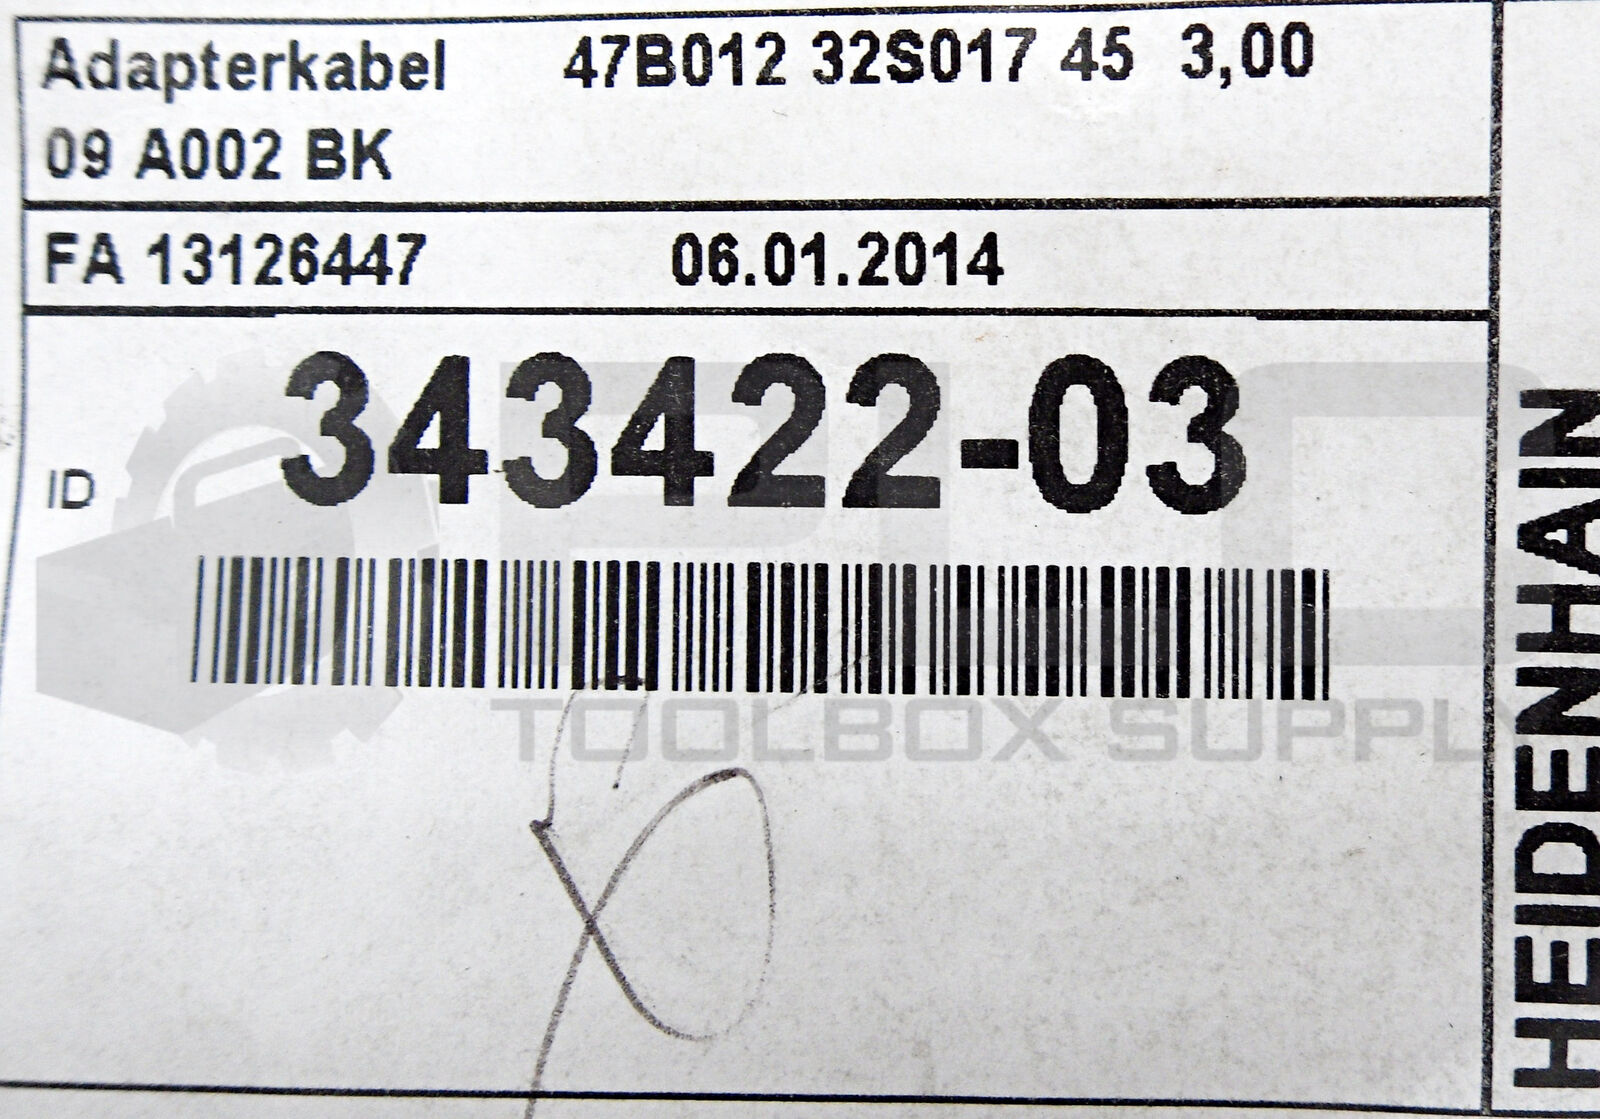 Adapterkabel 47B012 32S017 45 3,00
09 A002 BK
FA 13126447 06.01.2014
ID 343422-03
HEIDENHAIN
PLC
TOOLBOX SUPPLY